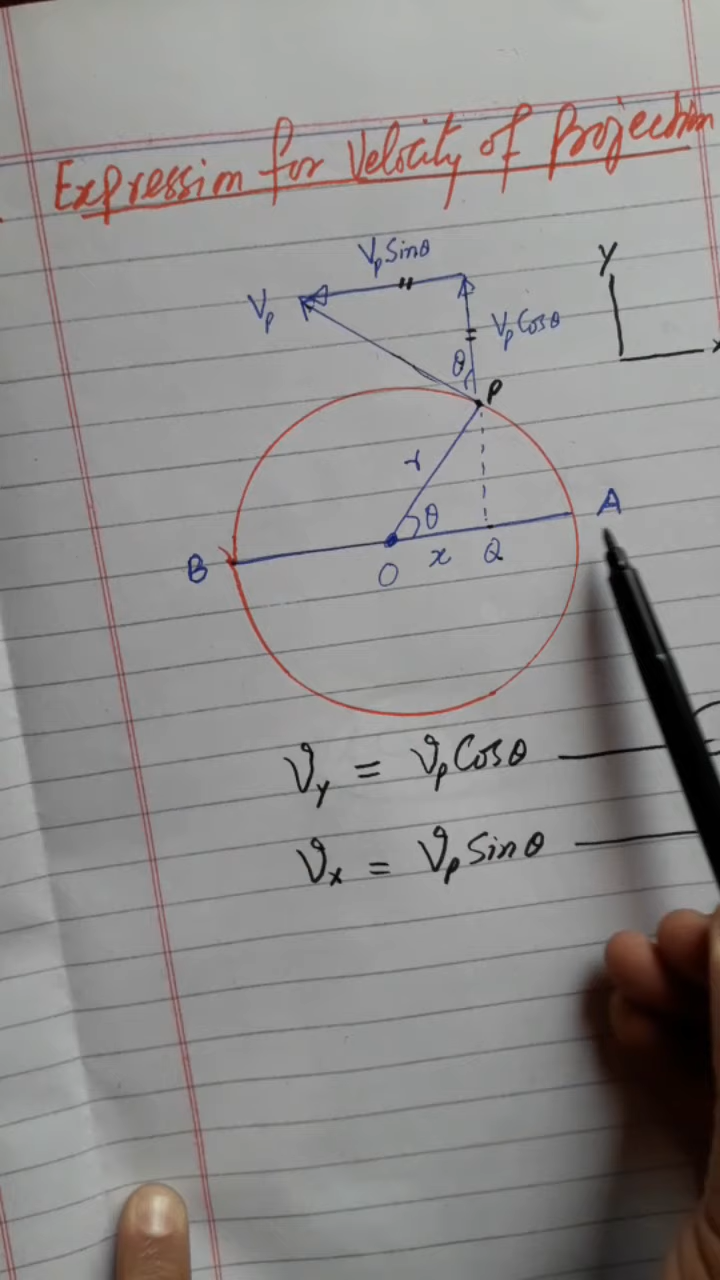 Expression for Velocity of Projection
Vp Sinθ
Y
Vp
Vp Cosθ
x
θ
P
r
θ
A
B
O
x
Q
Vy = Vp Cosθ
Vx = Vp Sinθ